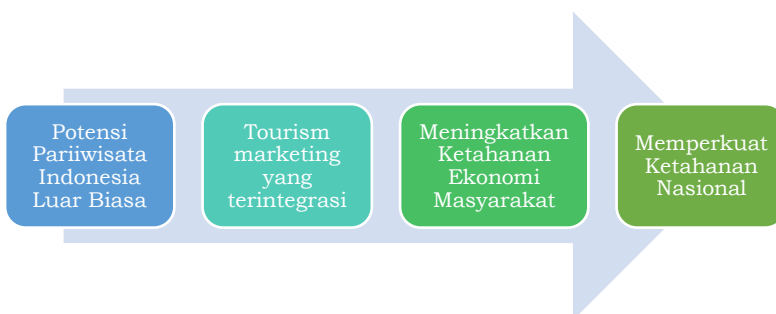 Potensi
Pariiwisata
Indonesia
Luar Biasa
Tourism
marketing
yang
terintegrasi
Meningkatkan
Ketahanan
Ekonomi
Masyarakat
Memperkuat
Ketahanan
Nasional